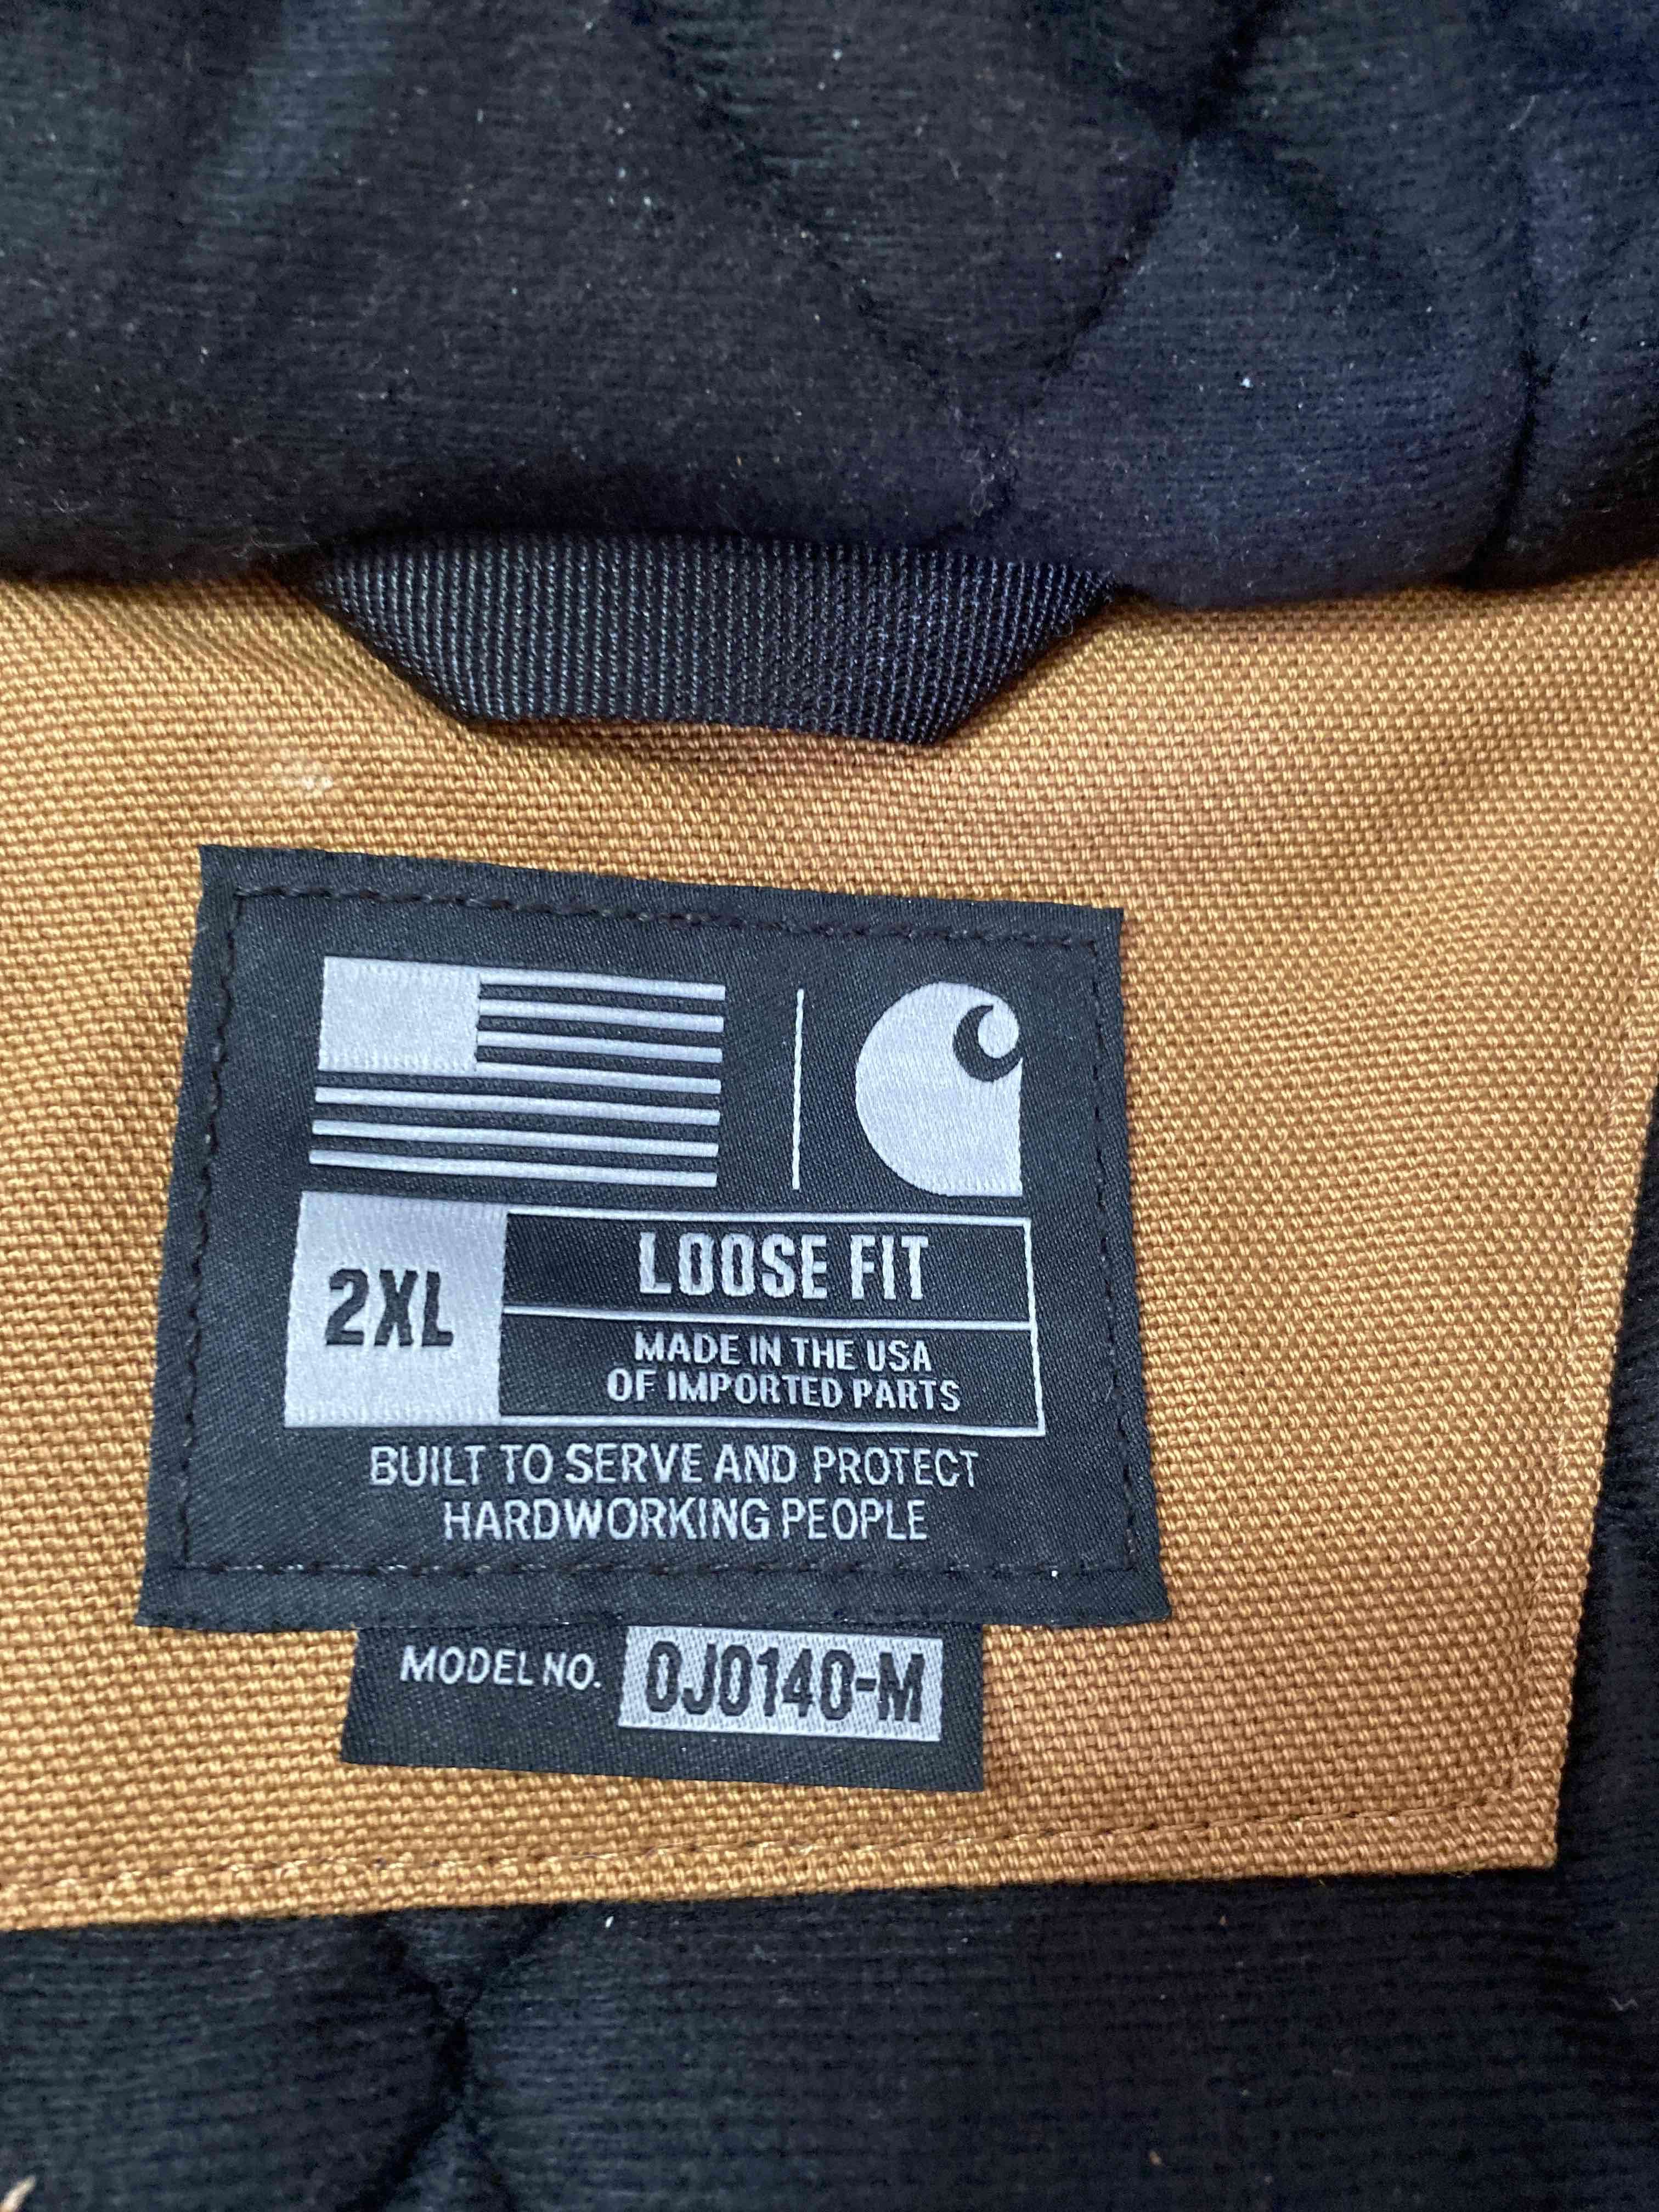 2XL
LOOSE FIT
MADE IN THE USA
OF IMPORTED PARTS
BUILT TO SERVE AND PROTECT
HARDWORKING PEOPLE
MODEL NO. 0J0140-M